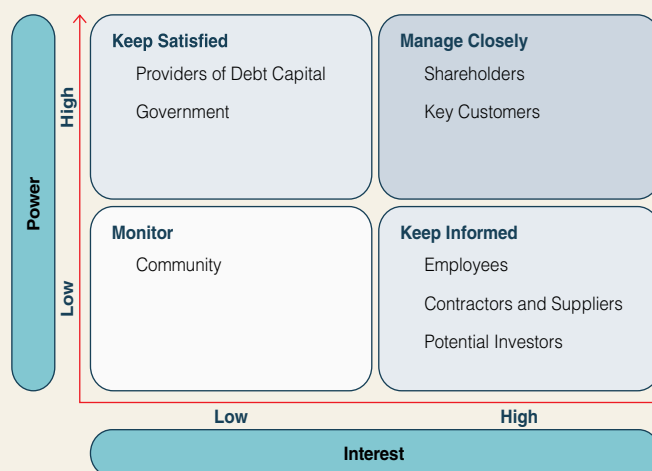 Power
High
Low
Keep Satisfied
Providers of Debt Capital
Government
Manage Closely
Shareholders
Key Customers
Monitor
Community
Keep Informed
Employees
Contractors and Suppliers
Potential Investors
Low
High
Interest